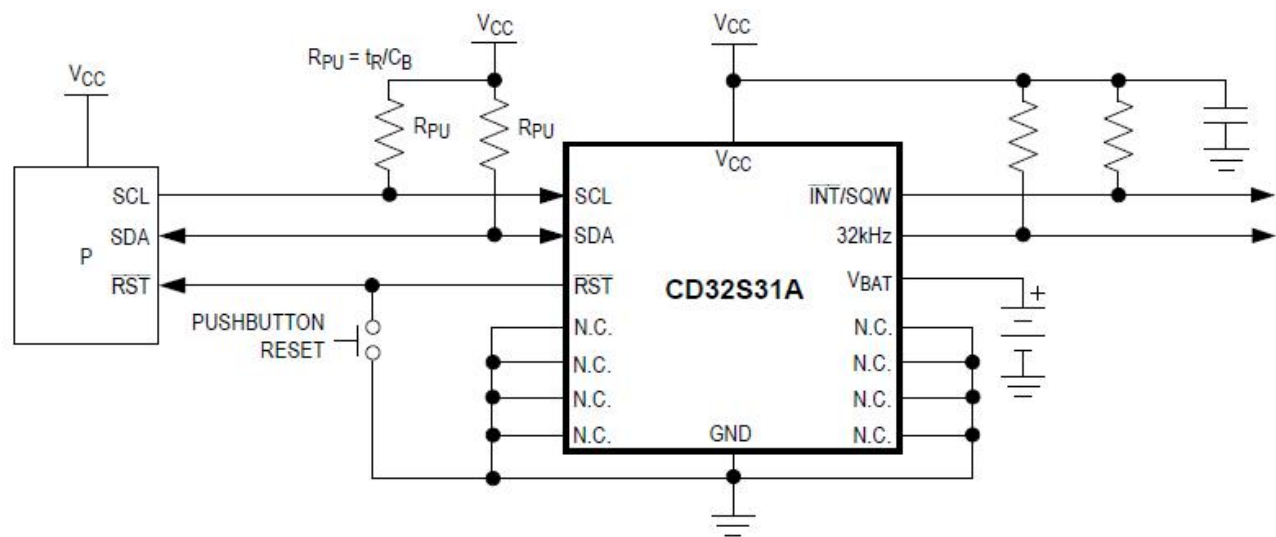 VCC
VCC
RPU = tR/CB
VCC
RPU
RPU
VCC
SCL
SCL
INT/SQW
SDA
SDA
32kHz
P
RST
RST
CD32S31A
VBAT
+
PUSHBUTTON
RESET
N.C.
N.C.
N.C.
N.C.
N.C.
N.C.
N.C.
GND
N.C.